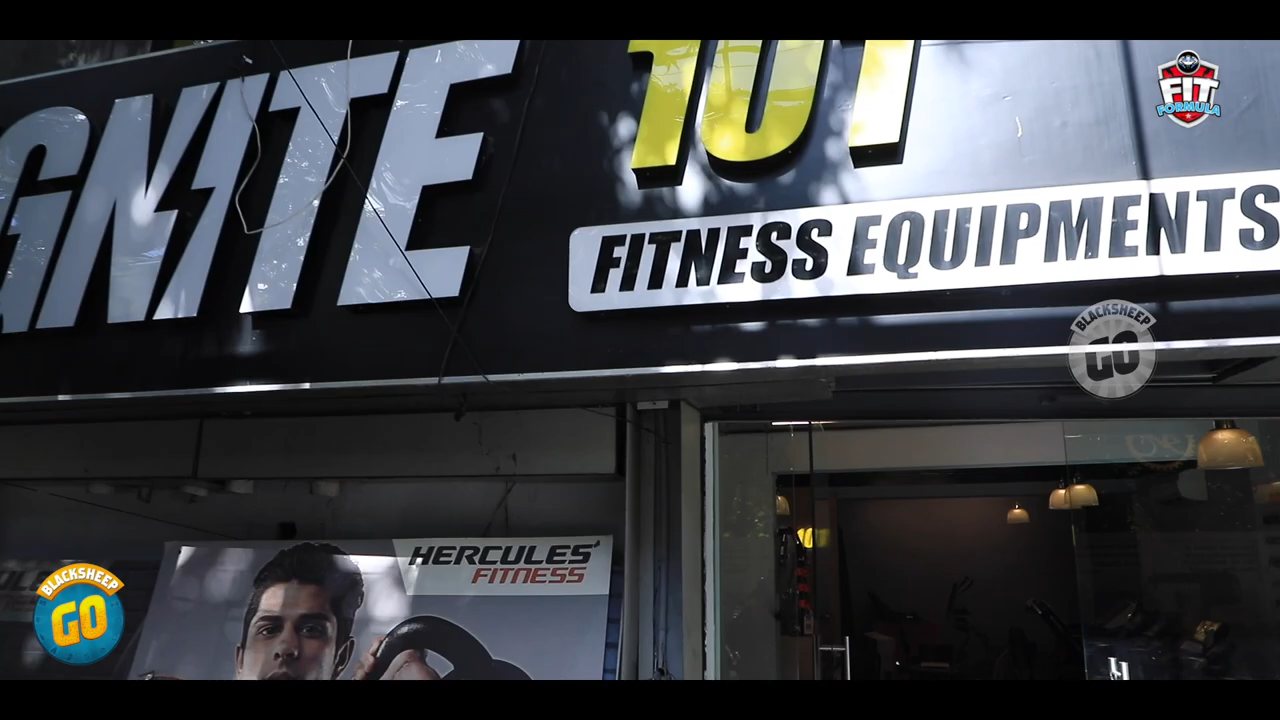 GNITE
101
FITNESS EQUIPMENTS
FIT
FORMULA
BLACKSHEEP
GO
HERCULES
FITNESS
BLACKSHEEP
GO